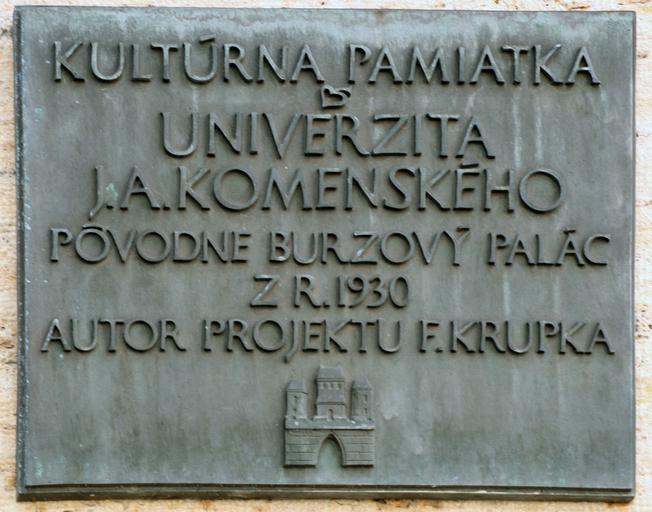 KULTÚRNA PAMIATKA
UNIVERZITA
J.A.KOMENSKÉHO
PÔVODNE BURZOVÝ PALÁC
Z R. 1930
AUTOR PROJEKTU F. KRUPKA